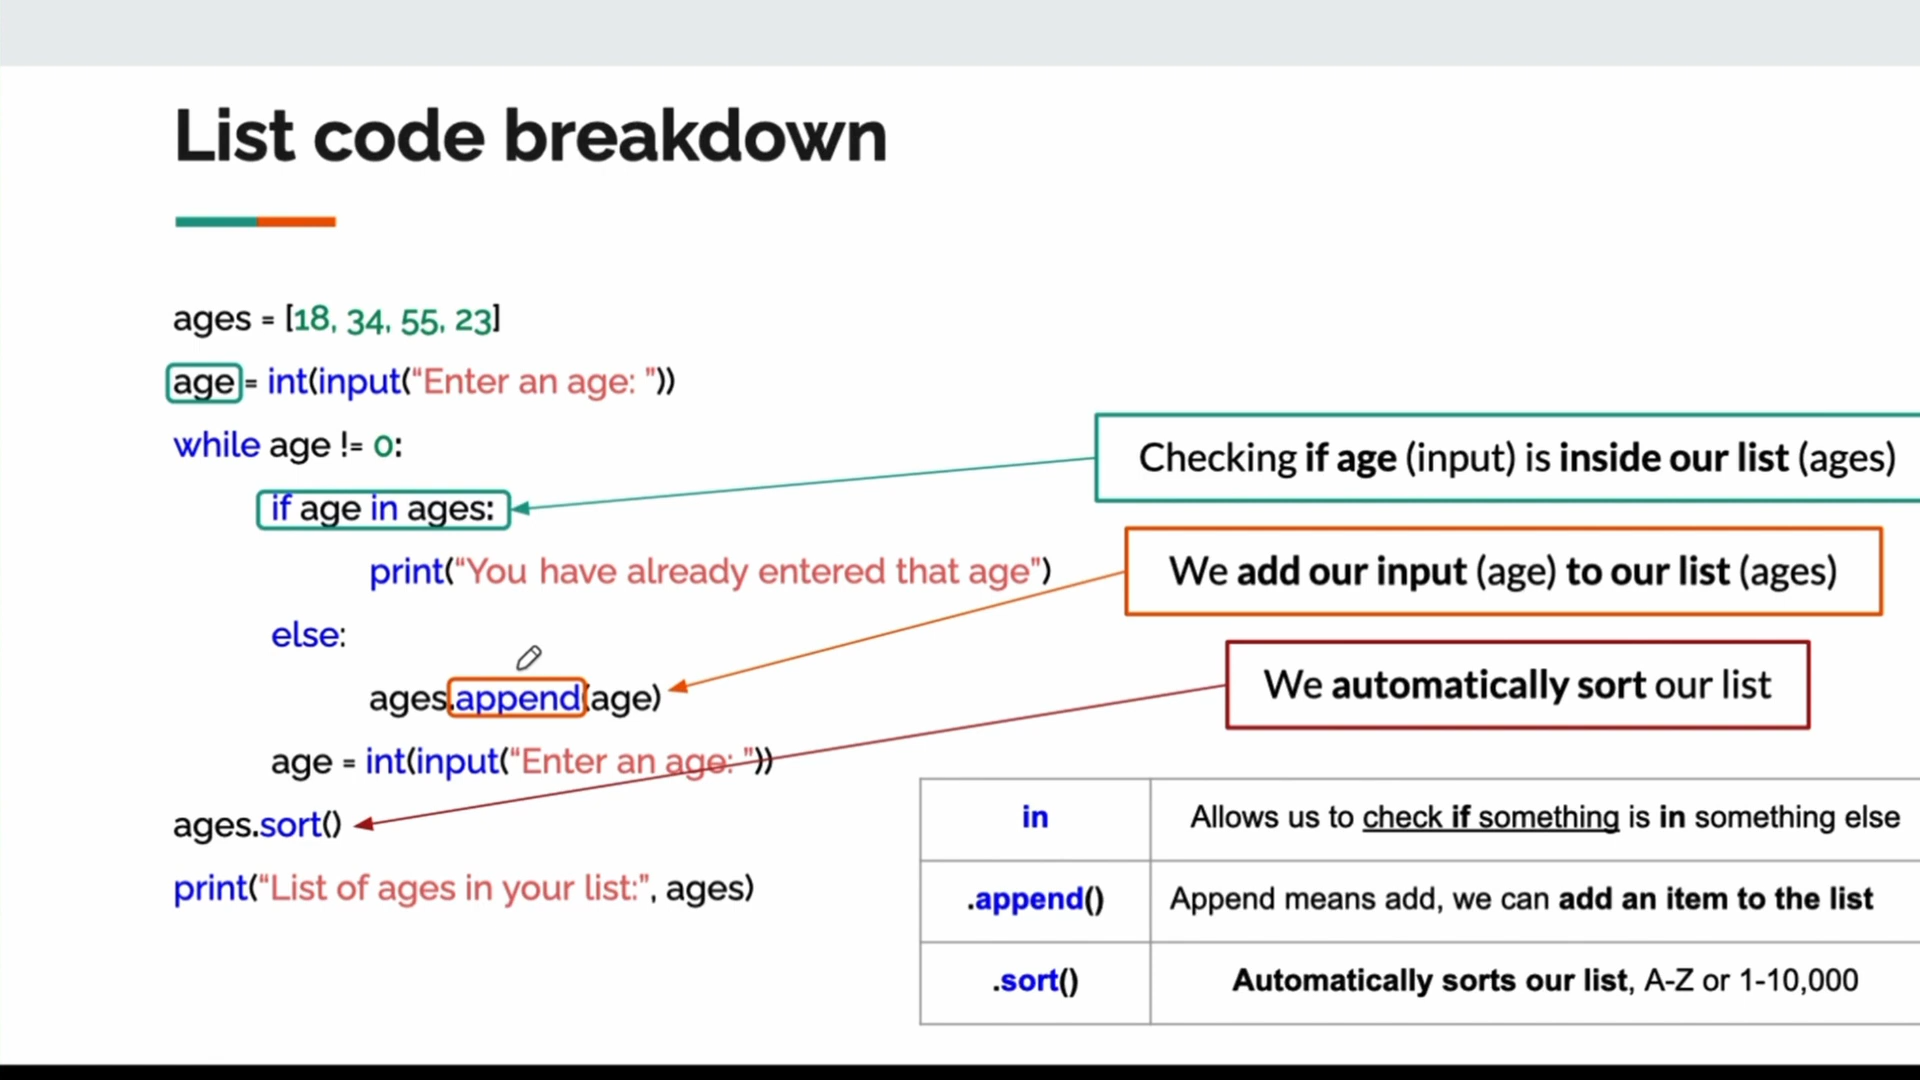 List code breakdown
ages = [18, 34, 55, 23]
age = int(input(“Enter an age: ”))
while age != 0:
if age in ages:
print(“You have already entered that age”)
else:
ages.append(age)
age = int(input(“Enter an age: ”))
ages.sort()
print(“List of ages in your list:”, ages)
Checking if age (input) is inside our list (ages)
We add our input (age) to our list (ages)
We automatically sort our list
in Allows us to check if something is in something else
.append() Append means add, we can add an item to the list
.sort() Automatically sorts our list, A-Z or 1-10,000